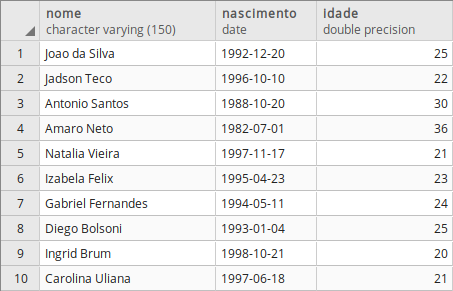 nome nascimento idade
character varying (150) date double precision
1 Joao da Silva 1992-12-20 25
2 Jadson Teco 1996-10-10 22
3 Antonio Santos 1988-10-20 30
4 Amaro Neto 1982-07-01 36
5 Natalia Vieira 1997-11-17 21
6 Izabela Felix 1995-04-23 23
7 Gabriel Fernandes 1994-05-11 24
8 Diego Bolsoni 1993-01-04 25
9 Ingrid Brum 1998-10-21 20
10 Carolina Uliana 1997-06-18 21